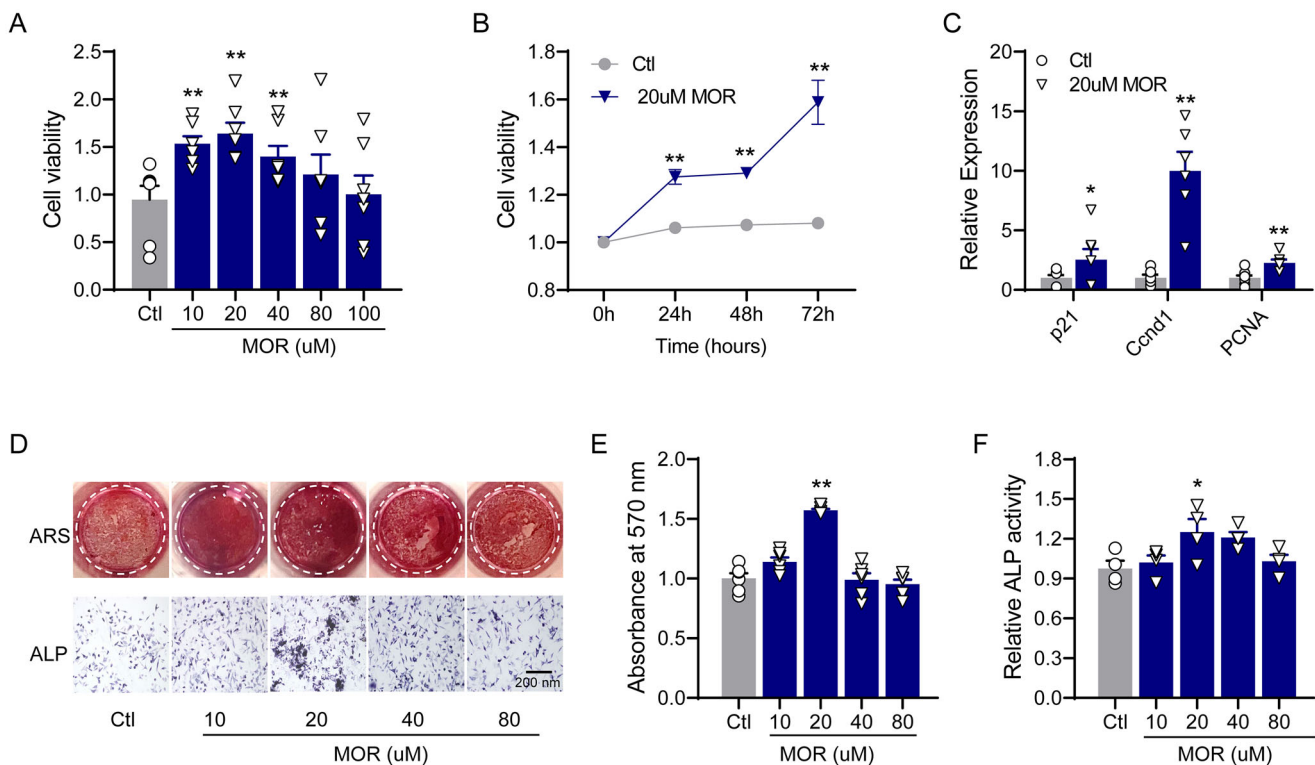 A
Cell viability
2.5
2.0
1.5
1.0
0.5
0.0
** ** **
Ctl 10 20 40 80 100
MOR (uM)
B
Cell viability
1.8
1.6
1.4
1.2
1.0
0.8
Ctl
20uM MOR
** ** **
0h 24h 48h 72h
Time (hours)
C
Relative Expression
20
15
10
5
0
Ctl
20uM MOR
* ** **
p21 Ccnd1 PCNA
D
ARS
ALP
200 nm
Ctl 10 20 40 80
MOR (uM)
E
Absorbance at 570 nm
2.0
1.5
1.0
0.5
0.0
**
Ctl 10 20 40 80
MOR (uM)
F
Relative ALP activity
1.8
1.5
1.2
0.9
0.6
0.3
0.0
*
Ctl 10 20 40 80
MOR (uM)